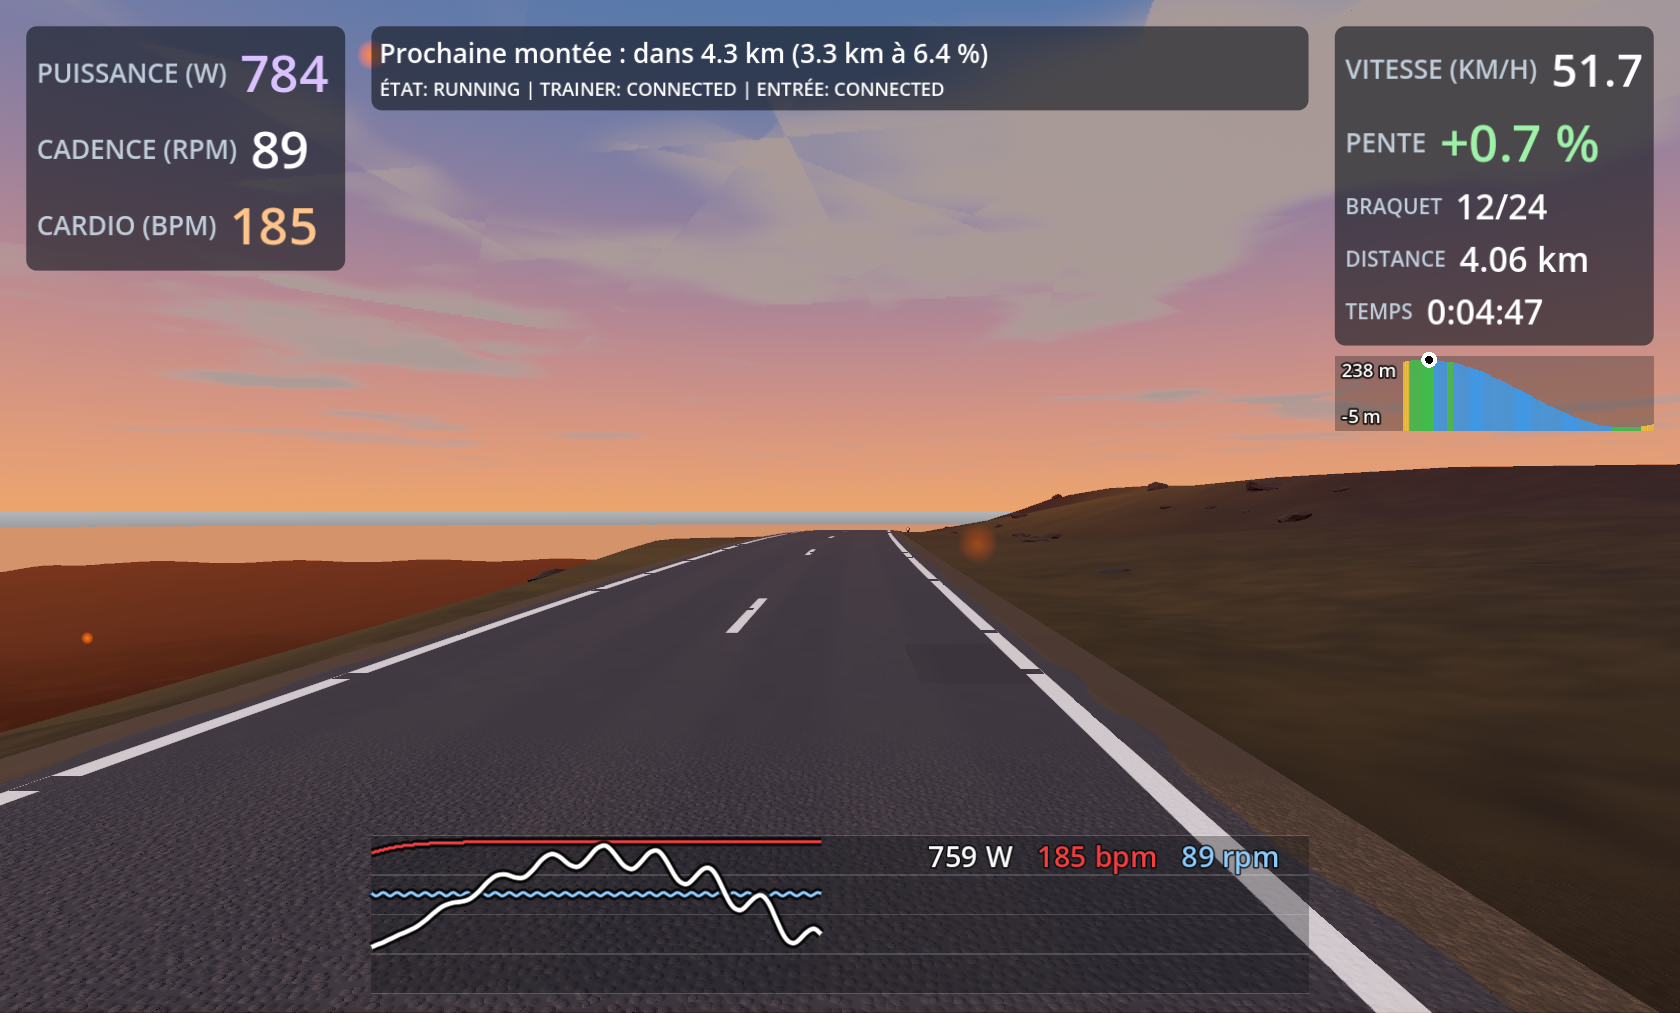 PUISSANCE (W) 784
CADENCE (RPM) 89
CARDIO (BPM) 185
Prochaine montée : dans 4.3 km (3.3 km à 6.4 %)
ÉTAT: RUNNING | TRAINER: CONNECTED | ENTRÉE: CONNECTED
VITESSE (KM/H) 51.7
PENTE +0.7 %
BRAQUET 12/24
DISTANCE 4.06 km
TEMPS 0:04:47
238 m
-5 m
759 W 185 bpm 89 rpm